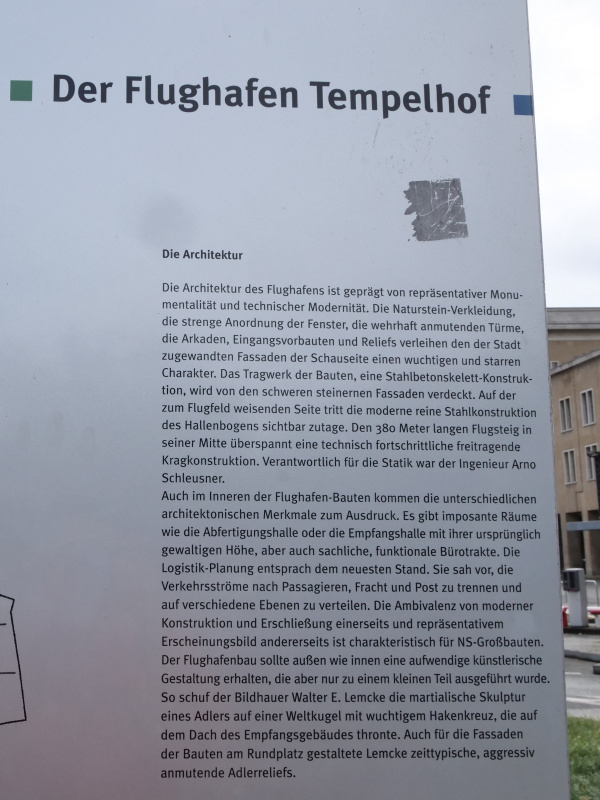 Der Flughafen Tempelhof
Die Architektur
Die Architektur des Flughafens ist geprägt von repräsentativer Monu-
mentalität und technischer Modernität. Die Naturstein-Verkleidung,
die strenge Anordnung der Fenster, die wehrhaft anmutenden Türme,
die Arkaden, Eingangsvorbauten und Reliefs verleihen den der Stadt
zugewandten Fassaden der Schauseite einen wuchtigen und starren
Charakter. Das Tragwerk der Bauten, eine Stahlbetonskelett-Konstruk-
tion, wird von den schweren steinernen Fassaden verdeckt. Auf der
zum Flugfeld weisenden Seite tritt die moderne reine Stahlkonstruktion
des Hallenbogens sichtbar zutage. Den 380 Meter langen Flugsteig in
seiner Mitte überspannt eine technisch fortschrittliche freitragende
Kragkonstruktion. Verantwortlich für die Statik war der Ingenieur Arno
Schleusner.
Auch im Inneren der Flughafen-Bauten kommen die unterschiedlichen
architektonischen Merkmale zum Ausdruck. Es gibt imposante Räume
wie die Abfertigungshalle oder die Empfangshalle mit ihrer ursprünglich
gewaltigen Höhe, aber auch sachliche, funktionale Bürotrakte. Die
Logistik-Planung entsprach dem neuesten Stand. Sie sah vor, die
Verkehrsströme nach Passagieren, Fracht und Post zu trennen und
auf verschiedene Ebenen zu verteilen. Die Ambivalenz von moderner
Konstruktion und Erschließung einerseits und repräsentativem
Erscheinungsbild andererseits ist charakteristisch für NS-Großbauten.
Der Flughafenbau sollte außen wie innen eine aufwendige künstlerische
Gestaltung erhalten, die aber nur zu einem kleinen Teil ausgeführt wurde.
So schuf der Bildhauer Walter E. Lemcke die martialische Skulptur
eines Adlers auf einer Weltkugel mit wuchtigem Hakenkreuz, die auf
dem Dach des Empfangsgebäudes thronte. Auch für die Fassaden
der Bauten am Rundplatz gestaltete Lemcke zeittypische, aggressiv
anmutende Adlerreliefs.